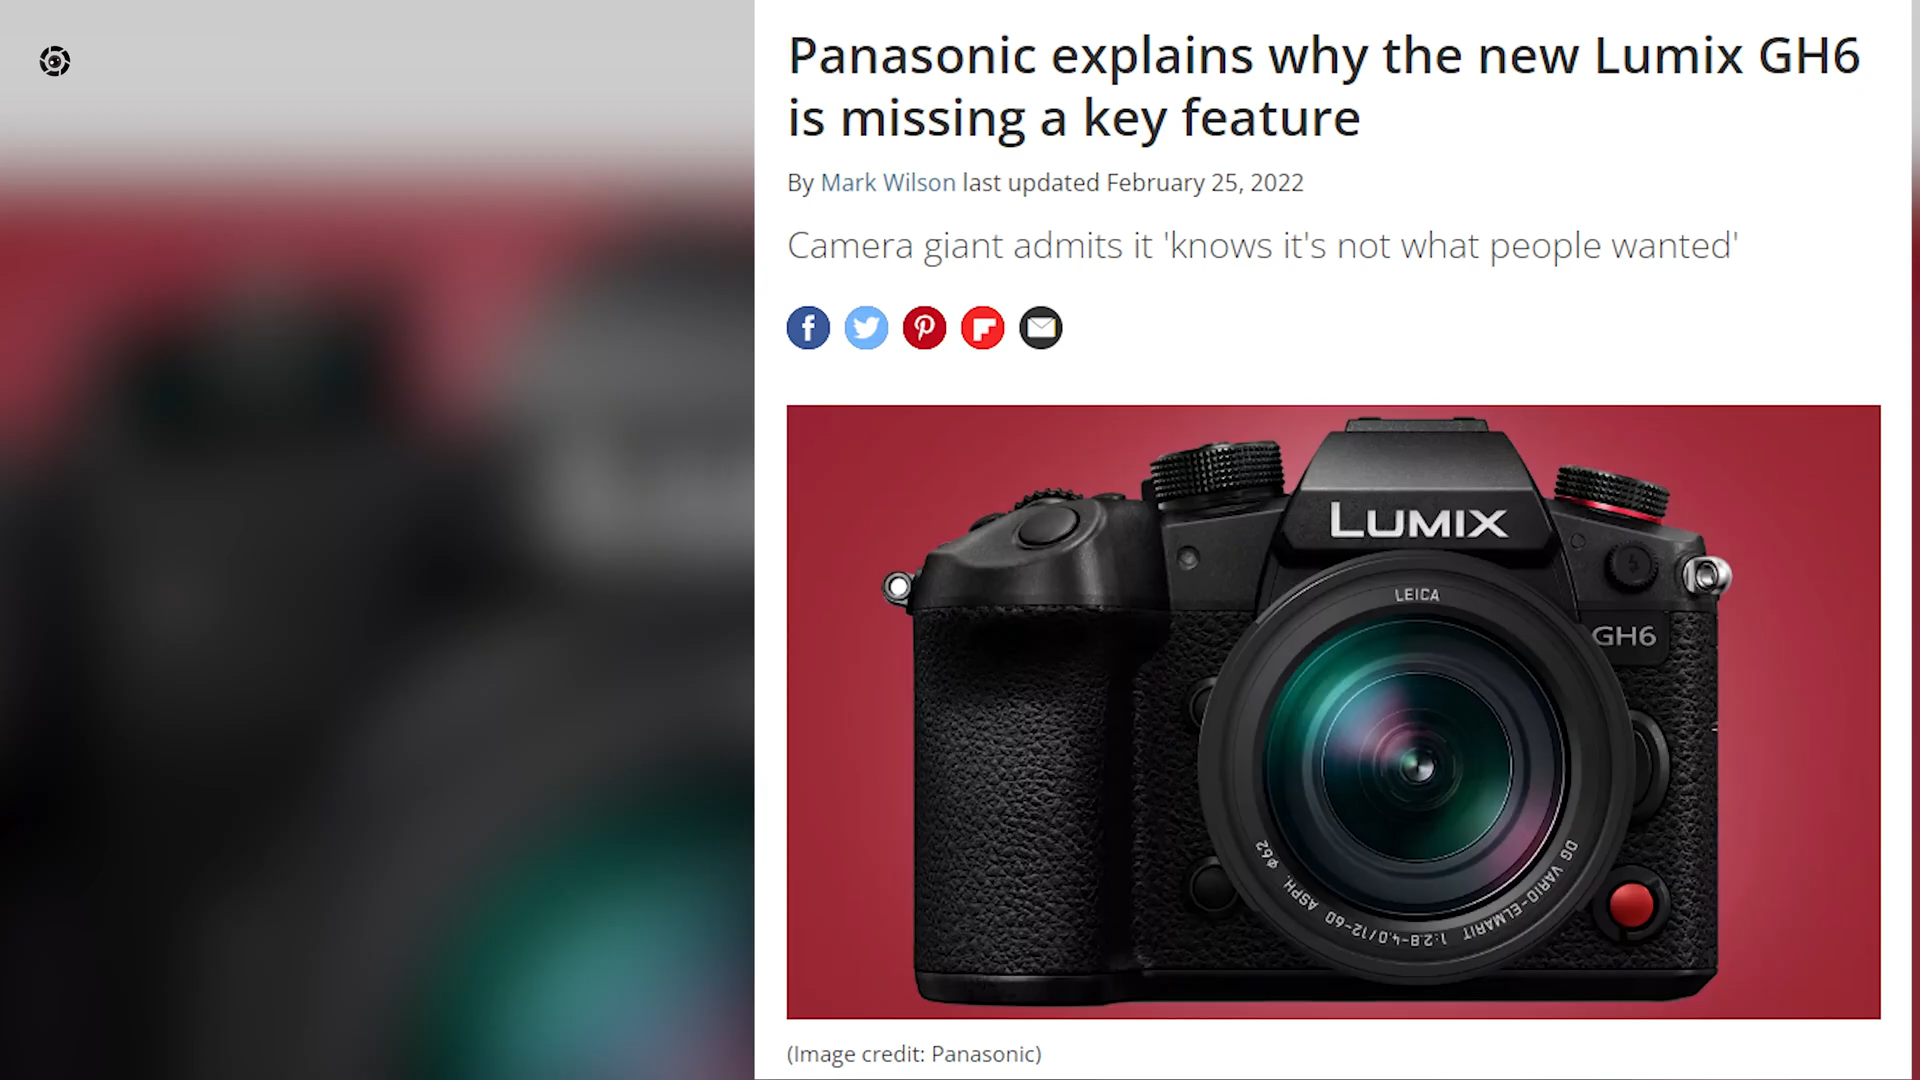 Panasonic explains why the new Lumix GH6
is missing a key feature
By Mark Wilson last updated February 25, 2022
Camera giant admits it 'knows it's not what people wanted'
LUMIX
LEICA
GH6
DG VARIO-ELMARIT 1:2.8-4.0/12-60 ASPH. ø62
(Image credit: Panasonic)